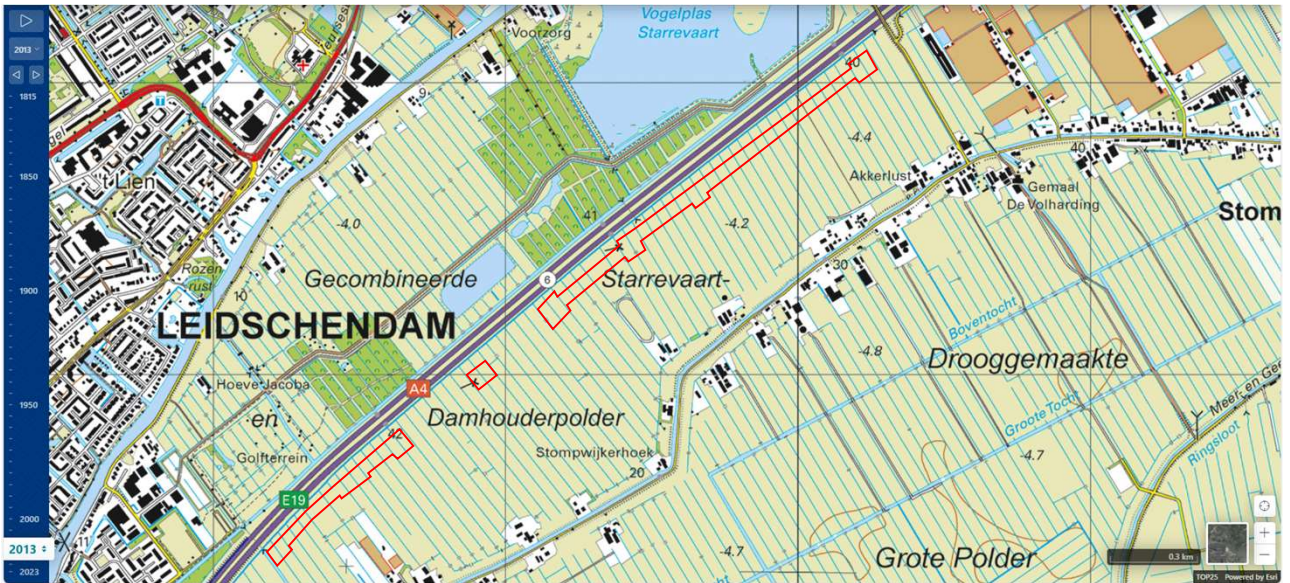 2013
1815
1850
1900
1950
2000
2013
2023
Vogelplas
Starrevaart
Voorzorg
9
40
-4.4
40
Akkerlust
Gemaal
De Volharding
Stom
't Lien
-4.0
41
-4.2
Rozen
rust
10
Gecombineerde
6
Starrevaart-
30
LEIDSCHENDAM
Boventocht
-4.8
Drooggemaakte
Hoeve Jacoba
A4
en
Damhouderpolder
Groote Tocht
Meer- en Ge
42
Golfterrein
Stompwijkerhoek
20
-4.7
Ringsloot
E19
11
-4.7
Grote Polder
0.3 km
TOP25 Powered by Esri